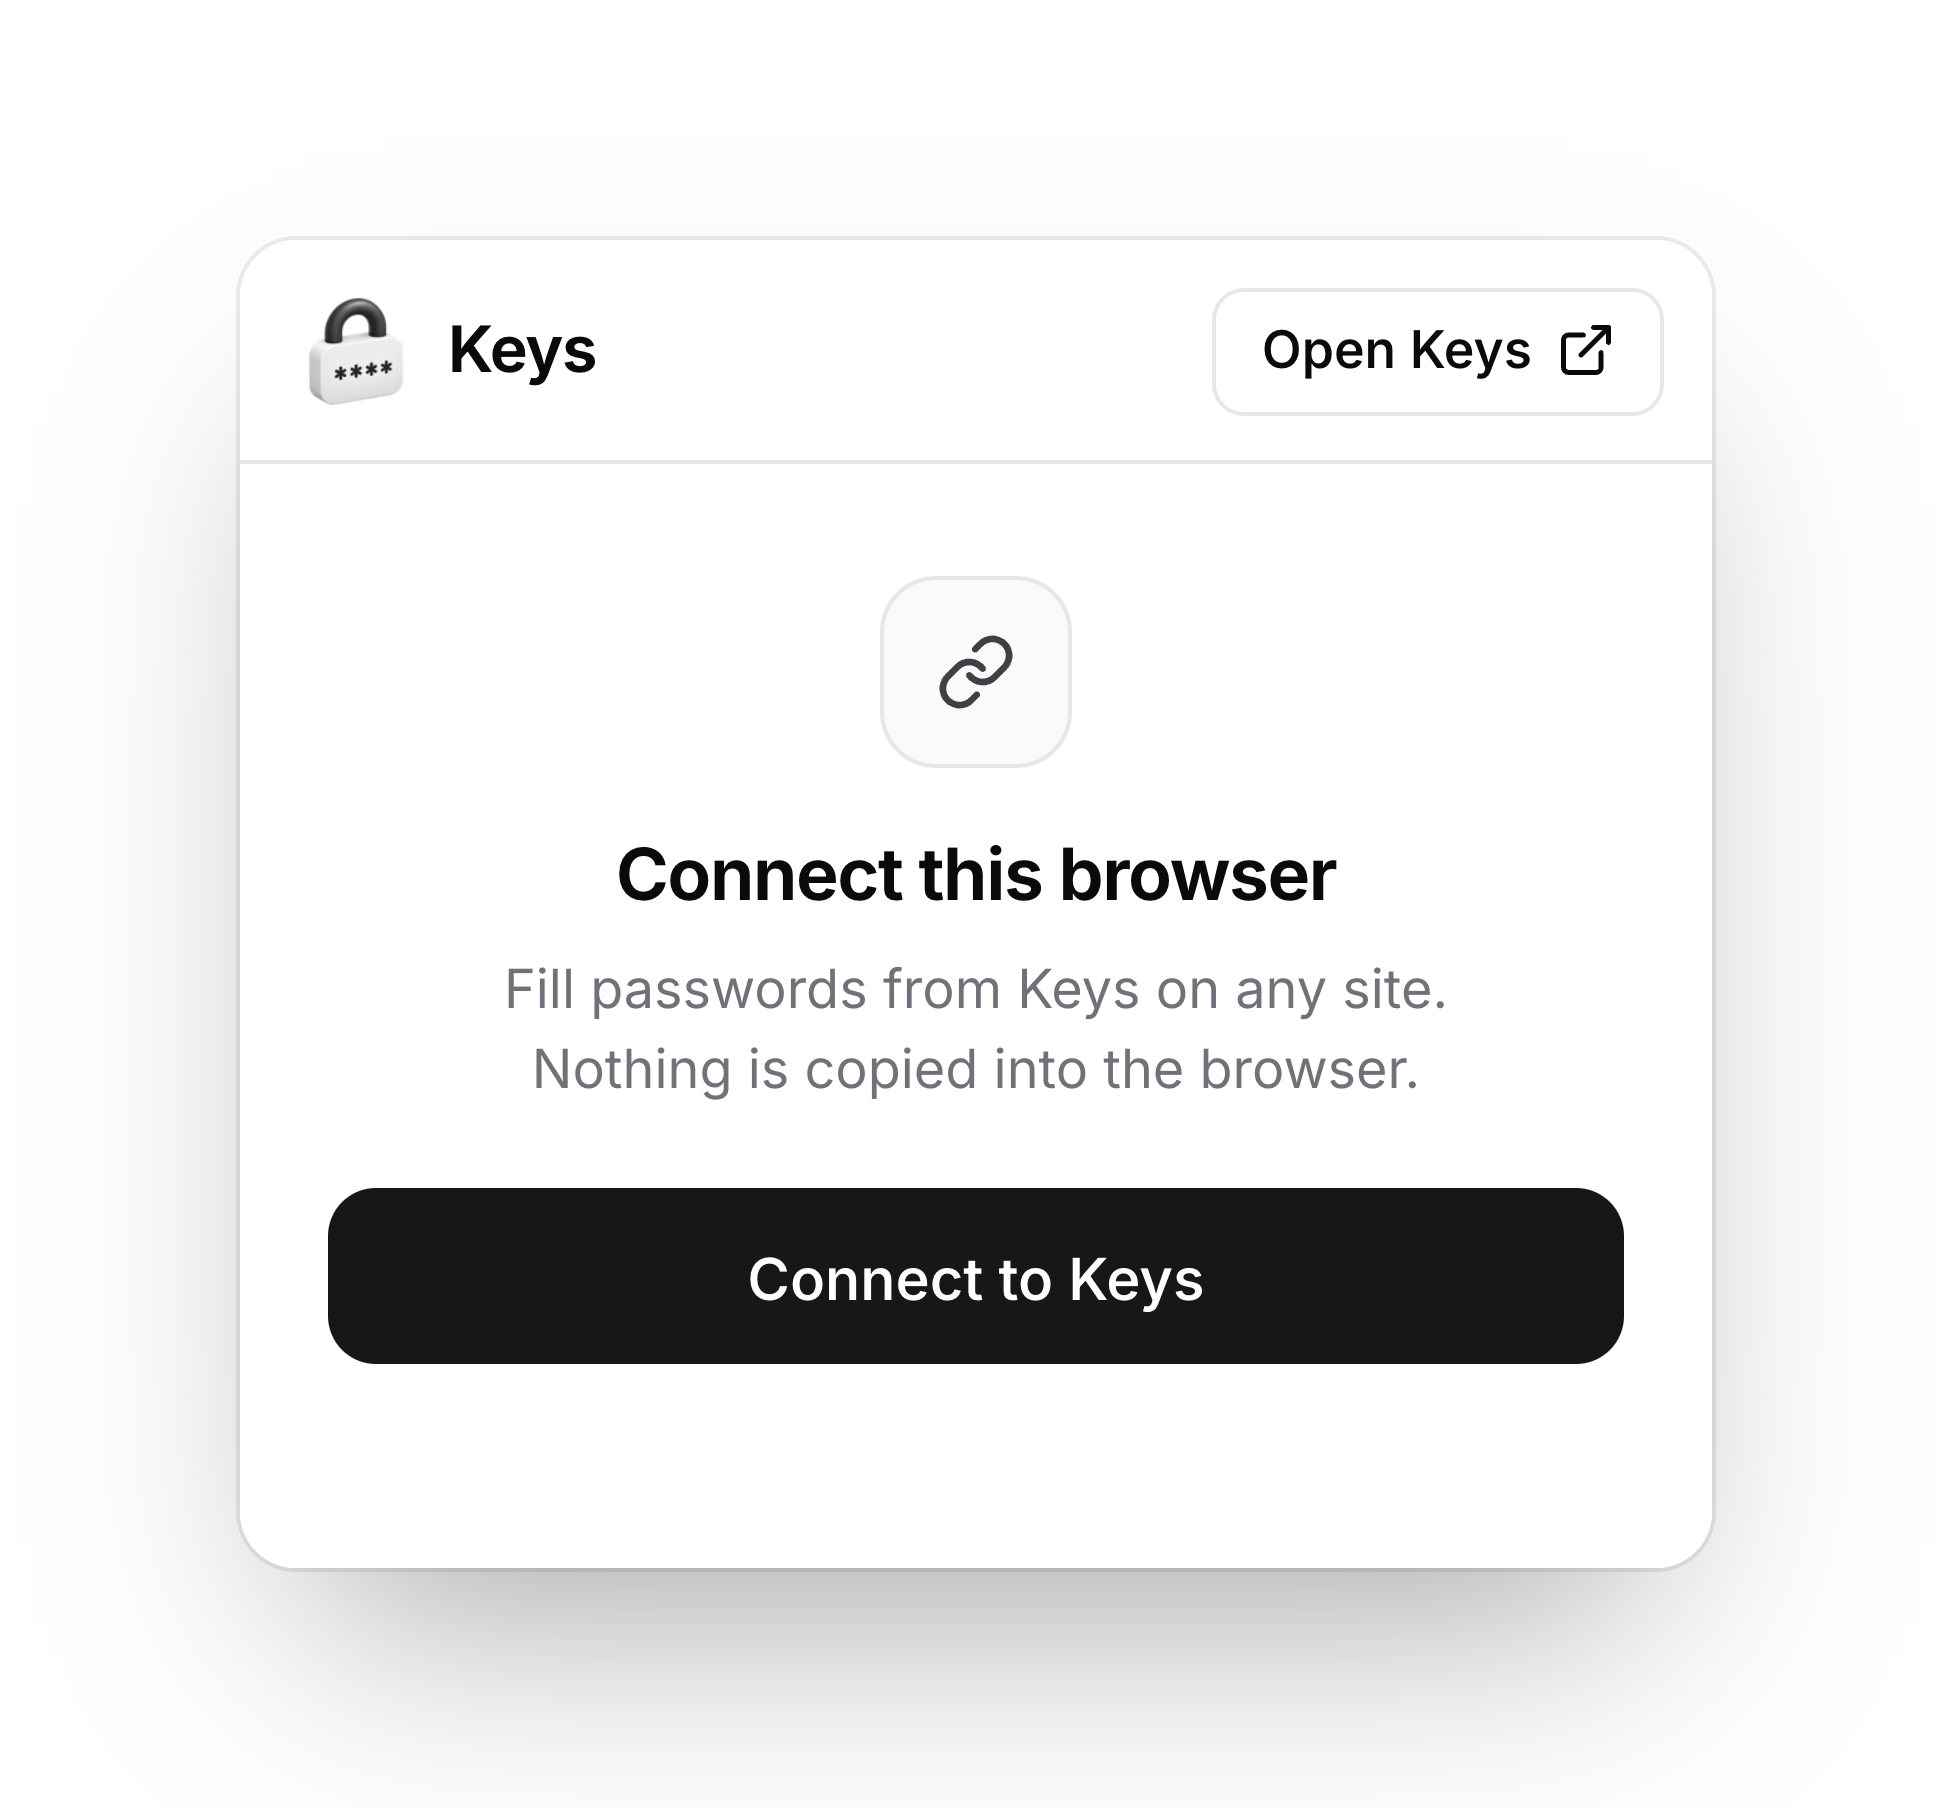 ****
Keys
Open Keys
Connect this browser
Fill passwords from Keys on any site.
Nothing is copied into the browser.
Connect to Keys